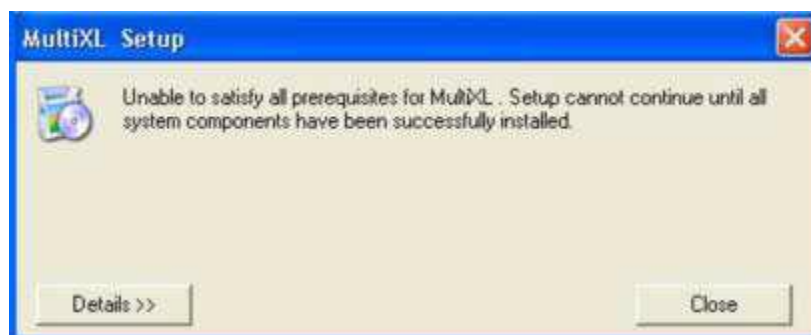 MultiXL Setup
Unable to satisfy all prerequisites for MultiXL . Setup cannot continue until all
system components have been successfully installed.
Details >>
Close